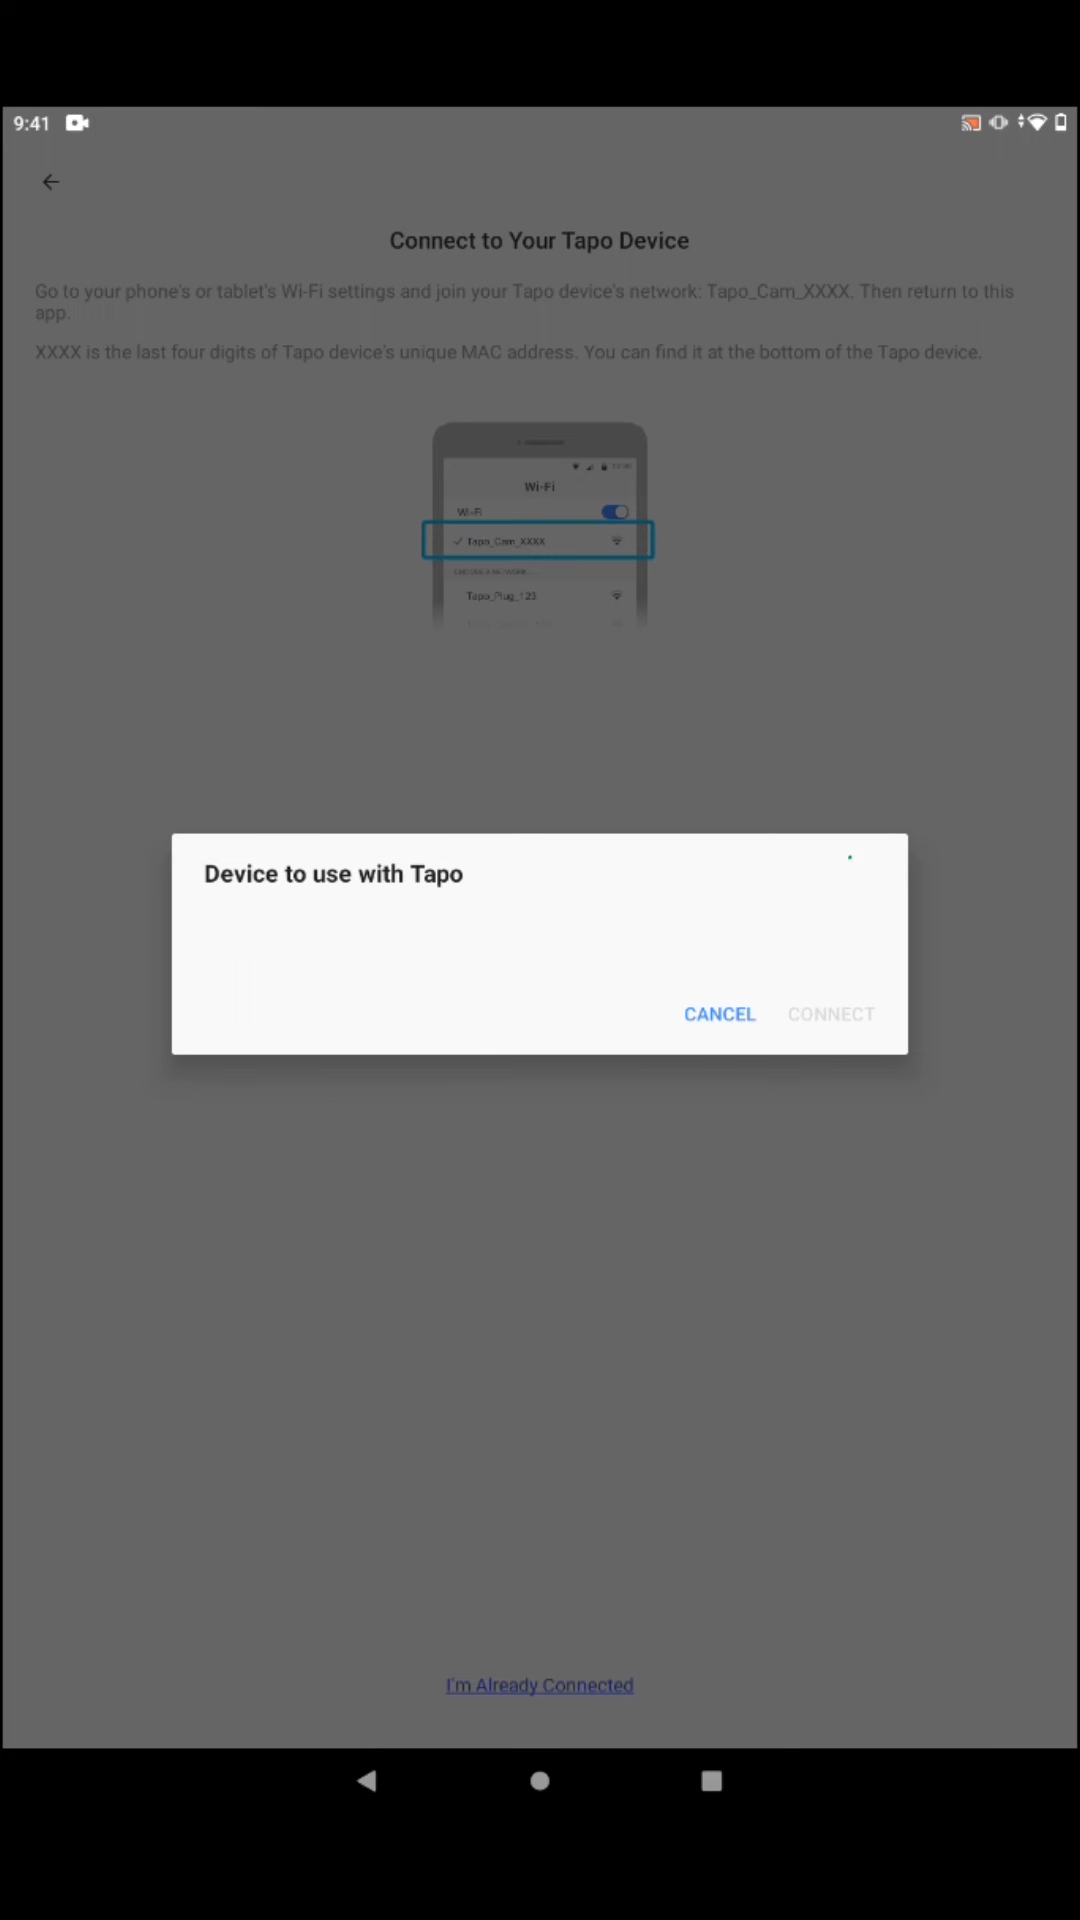 9:41
Connect to Your Tapo Device
Go to your phone's or tablet's Wi-Fi settings and join your Tapo device's network: Tapo_Cam_XXXX. Then return to this
app.
XXXX is the last four digits of Tapo device's unique MAC address. You can find it at the bottom of the Tapo device.
Wi-Fi
Wi-Fi
Tapo_Cam_XXXX
CHOOSE A NETWORK...
Tapo_Plug_123
Device to use with Tapo
CANCEL CONNECT
I'm Already Connected